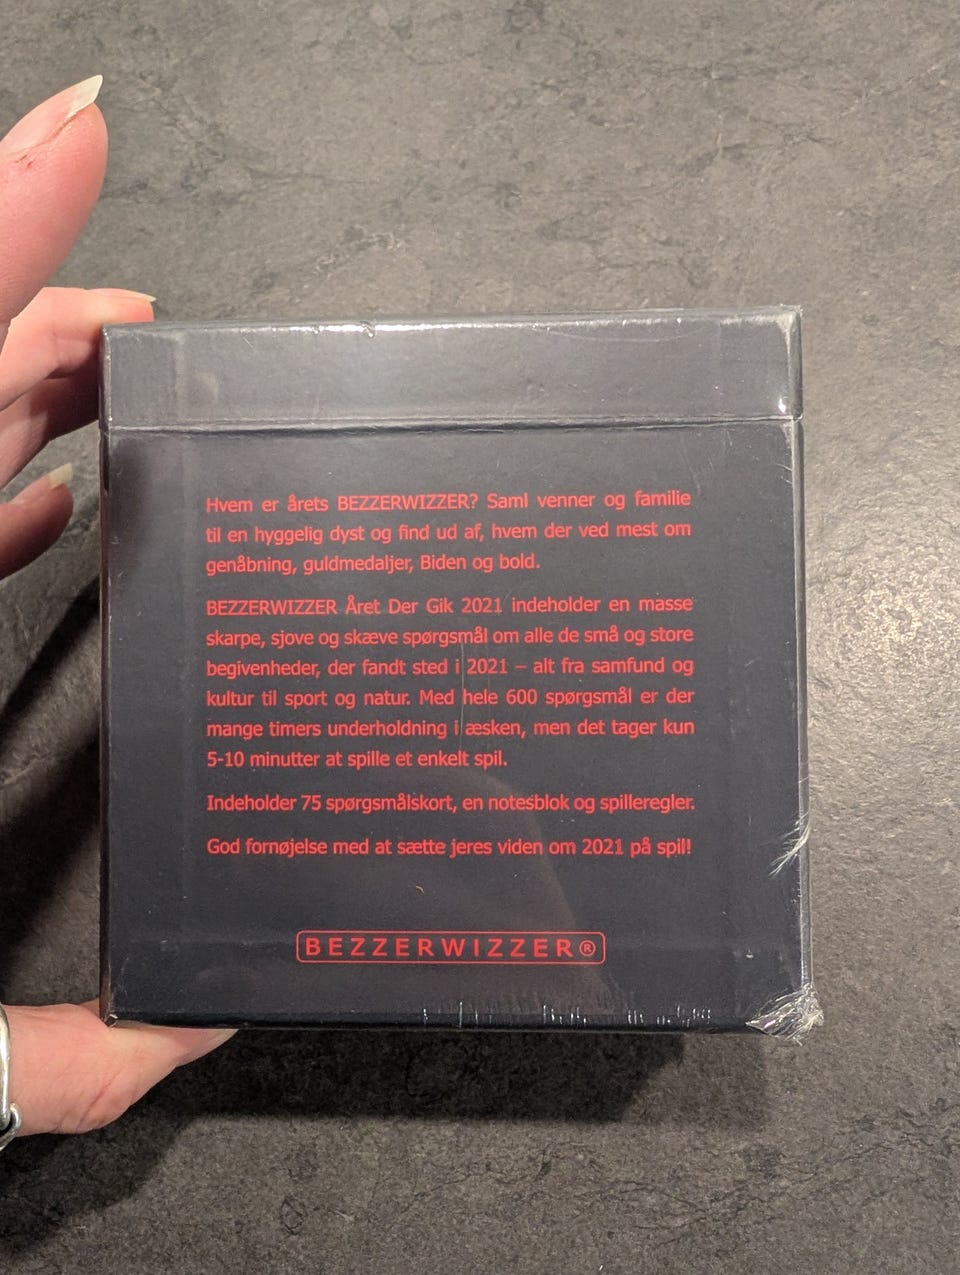 Hvem er årets BEZZERWIZZER? Saml venner og familie
til en hyggelig dyst og find ud af, hvem der ved mest om
genåbning, guldmedaljer, Biden og bold.
BEZZERWIZZER Året Der Gik 2021 indeholder en masse
skarpe, sjove og skæve spørgsmål om alle de små og store
begivenheder, der fandt sted i 2021 – alt fra samfund og
kultur til sport og natur. Med hele 600 spørgsmål er der
mange timers underholdning i æsken, men det tager kun
5-10 minutter at spille et enkelt spil.
Indeholder 75 spørgsmålskort, en notesblok og spilleregler.
God fornøjelse med at sætte jeres viden om 2021 på spil!
BEZZERWIZZER®